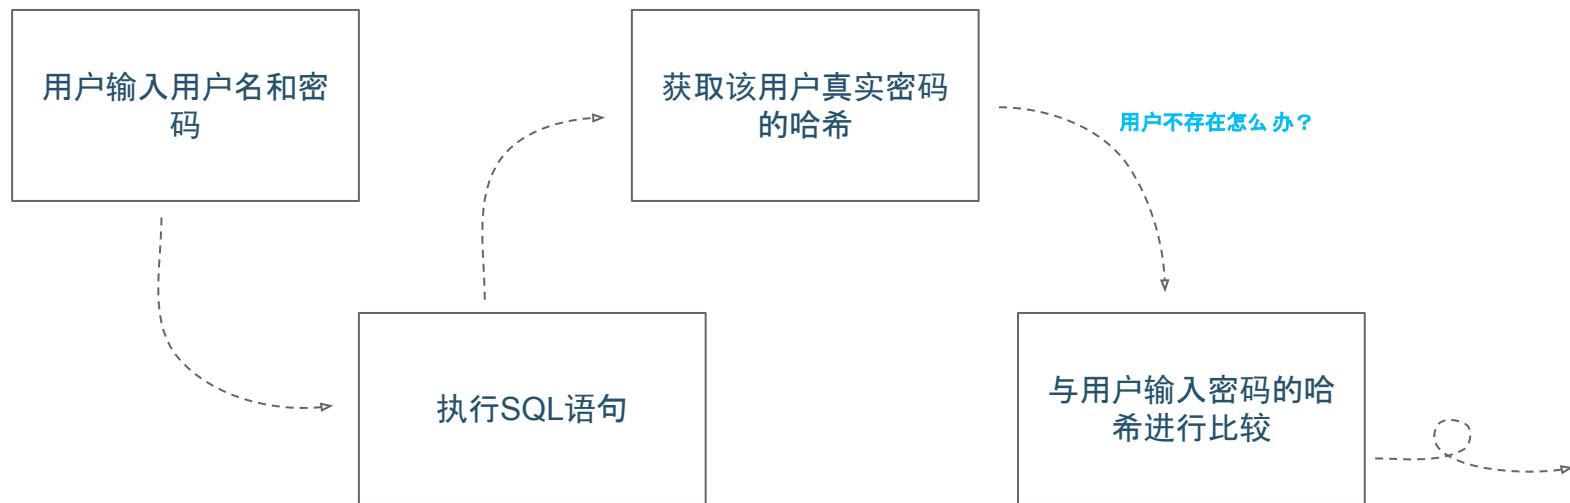 用户输入用户名和密
码
执行SQL语句
获取该用户真实密码
的哈希
用户不存在怎么办？
与用户输入密码的哈
希进行比较